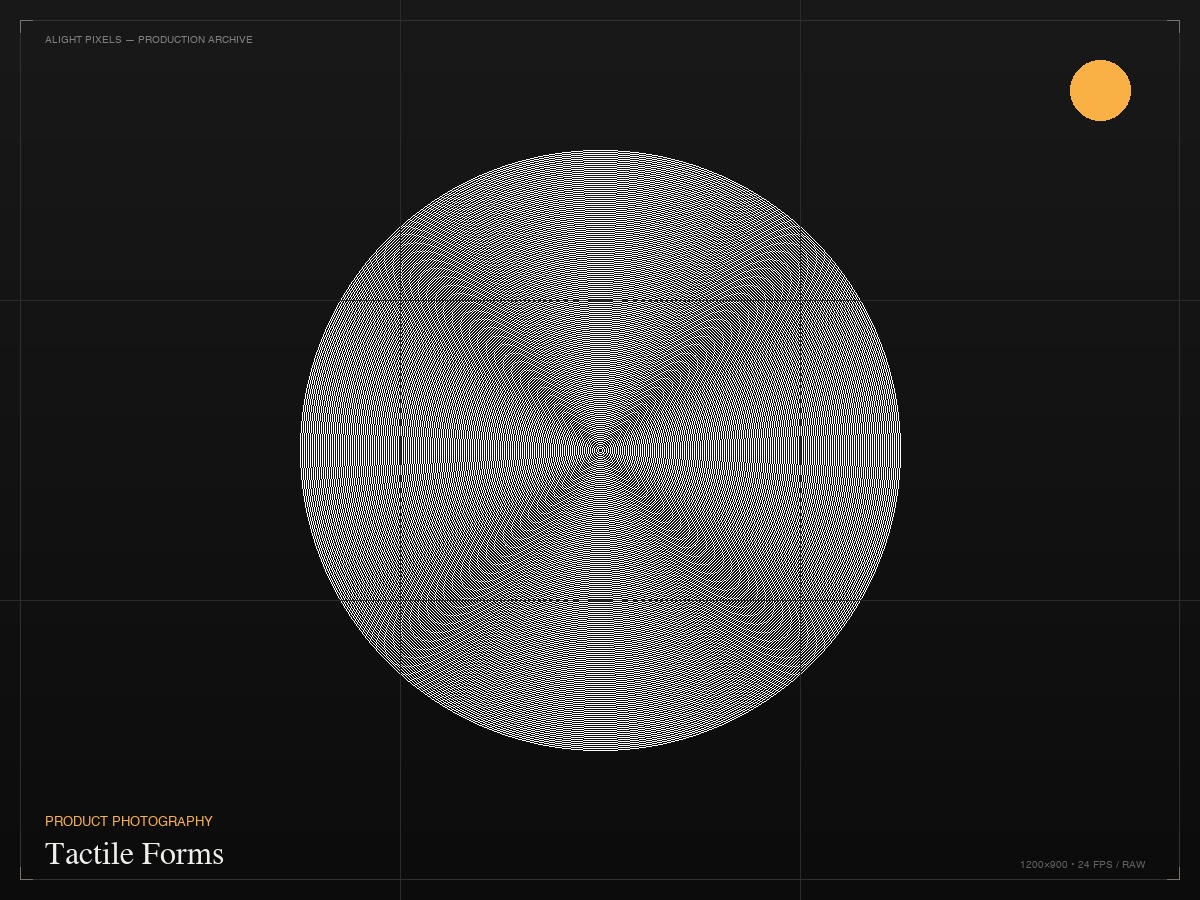 ALIGHT PIXELS — PRODUCTION ARCHIVE
PRODUCT PHOTOGRAPHY
Tactile Forms
1200×900 • 24 FPS / RAW